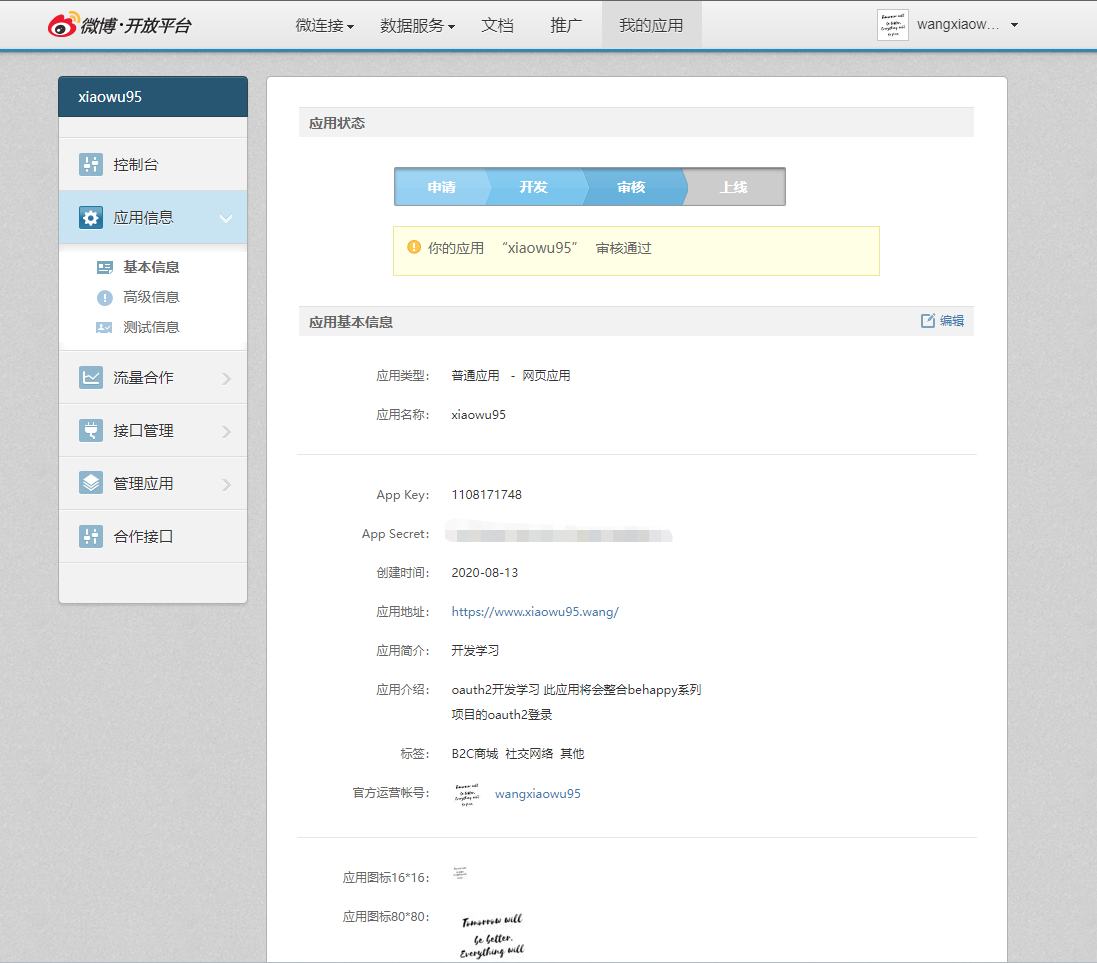 微博·开放平台 微连接 数据服务 文档 推广 我的应用 wangxiaow...
xiaowu95
控制台
应用信息
基本信息
高级信息
测试信息
流量合作
接口管理
管理应用
合作接口
应用状态
申请 开发 审核 上线
你的应用 “xiaowu95” 审核通过
应用基本信息 编辑
应用类型: 普通应用 - 网页应用
应用名称: xiaowu95
App Key: 1108171748
App Secret:
创建时间: 2020-08-13
应用地址: https://www.xiaowu95.wang/
应用简介: 开发学习
应用介绍: oauth2开发学习 此应用将会整合behappy系列
项目的oauth2登录
标签: B2C商城 社交网络 其他
官方运营帐号: wangxiaowu95
应用图标16*16:
应用图标80*80:
Tomorrow will
be better.
Everything will